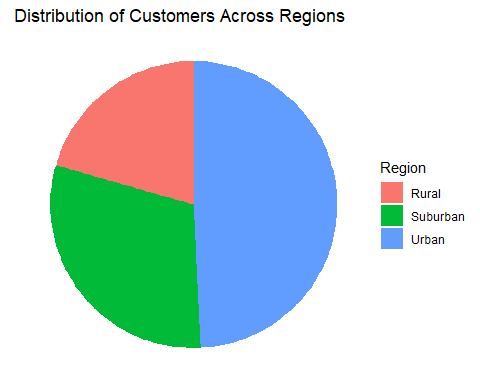 Distribution of Customers Across Regions
Region
Rural
Suburban
Urban